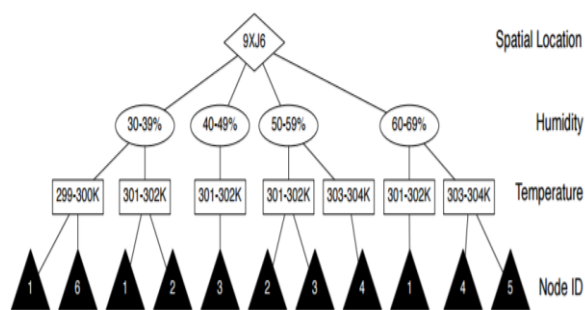 9XJ6 Spatial Location
30-39% 40-49% 50-59% 60-69% Humidity
299-300K 301-302K 301-302K 301-302K 303-304K 301-302K 303-304K Temperature
1 6 1 2 3 2 3 4 1 4 5 Node ID